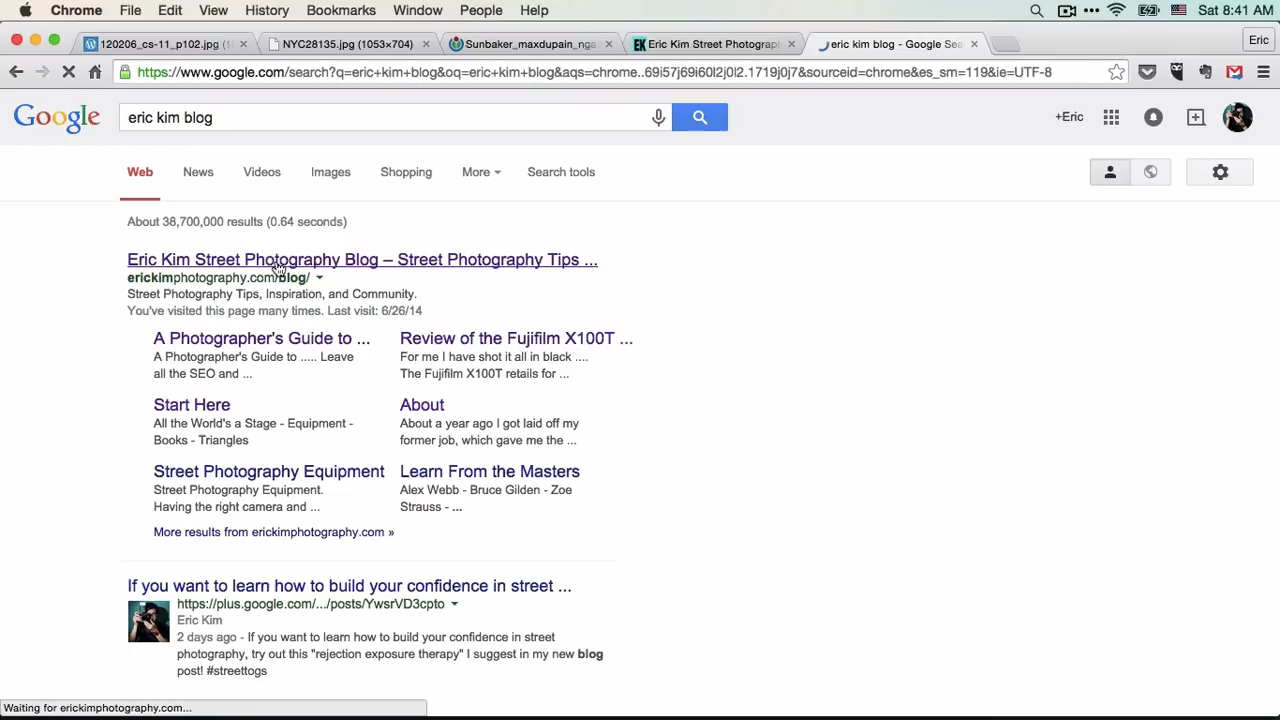 Chrome File Edit View History Bookmarks Window People Help Sat 8:41 AM
120206_cs-11_p102.jpg NYC28135.jpg (1053×704) Sunbaker_maxdupain_nga Eric Kim Street Photograph eric kim blog - Google Sea Eric
https://www.google.com/search?q=eric+kim+blog&oq=eric+kim+blog&aqs=chrome..69i57j69i60l2j0l2.1719j0j7&sourceid=chrome&es_sm=119&ie=UTF-8
Google eric kim blog +Eric
Web News Videos Images Shopping More Search tools
About 38,700,000 results (0.64 seconds)
Eric Kim Street Photography Blog – Street Photography Tips ...
erickimphotography.com/blog/
Street Photography Tips, Inspiration, and Community.
You've visited this page many times. Last visit: 6/26/14
A Photographer's Guide to ...
A Photographer's Guide to ..... Leave
all the SEO and ...
Review of the Fujifilm X100T ...
For me I have shot it all in black ....
The Fujifilm X100T retails for ...
Start Here
All the World's a Stage - Equipment -
Books - Triangles
About
About a year ago I got laid off my
former job, which gave me the ...
Street Photography Equipment
Street Photography Equipment.
Having the right camera and ...
Learn From the Masters
Alex Webb - Bruce Gilden - Zoe
Strauss - ...
More results from erickimphotography.com »
If you want to learn how to build your confidence in street ...
https://plus.google.com/.../posts/YwsrVD3cpto
Eric Kim
2 days ago - If you want to learn how to build your confidence in street
photography, try out this "rejection exposure therapy" I suggest in my new blog
post! #streettogs
Waiting for erickimphotography.com...